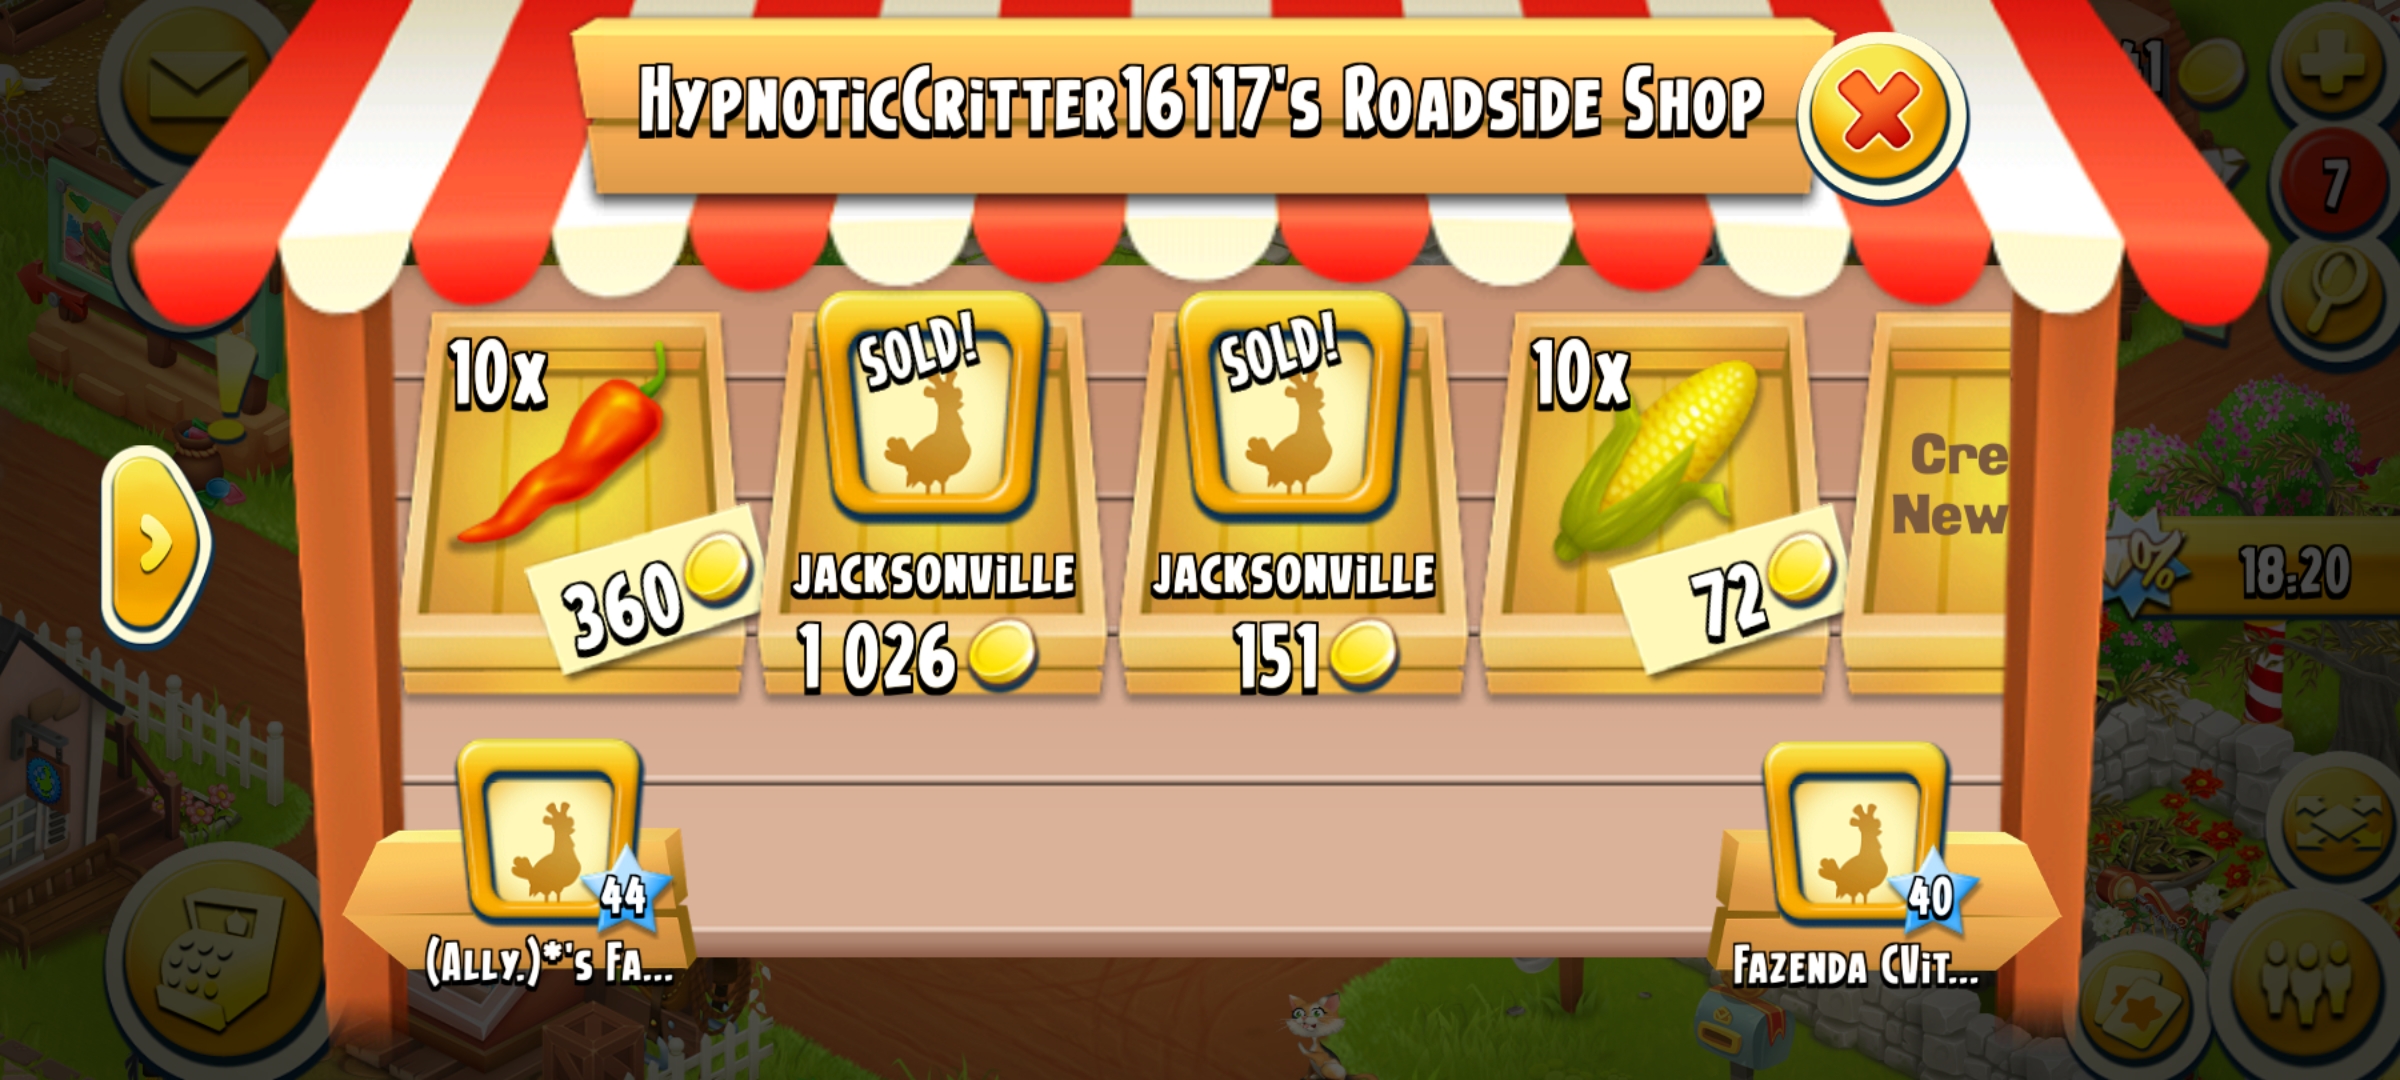 HypnoticCritter16117's Roadside Shop
7
10x
SOLD!
SOLD!
10x
Cre
New
360
JACKSONVILLE
1 026
JACKSONVILLE
151
72
18:20
44
(Ally.)*'s Fa...
40
Fazenda CVit...